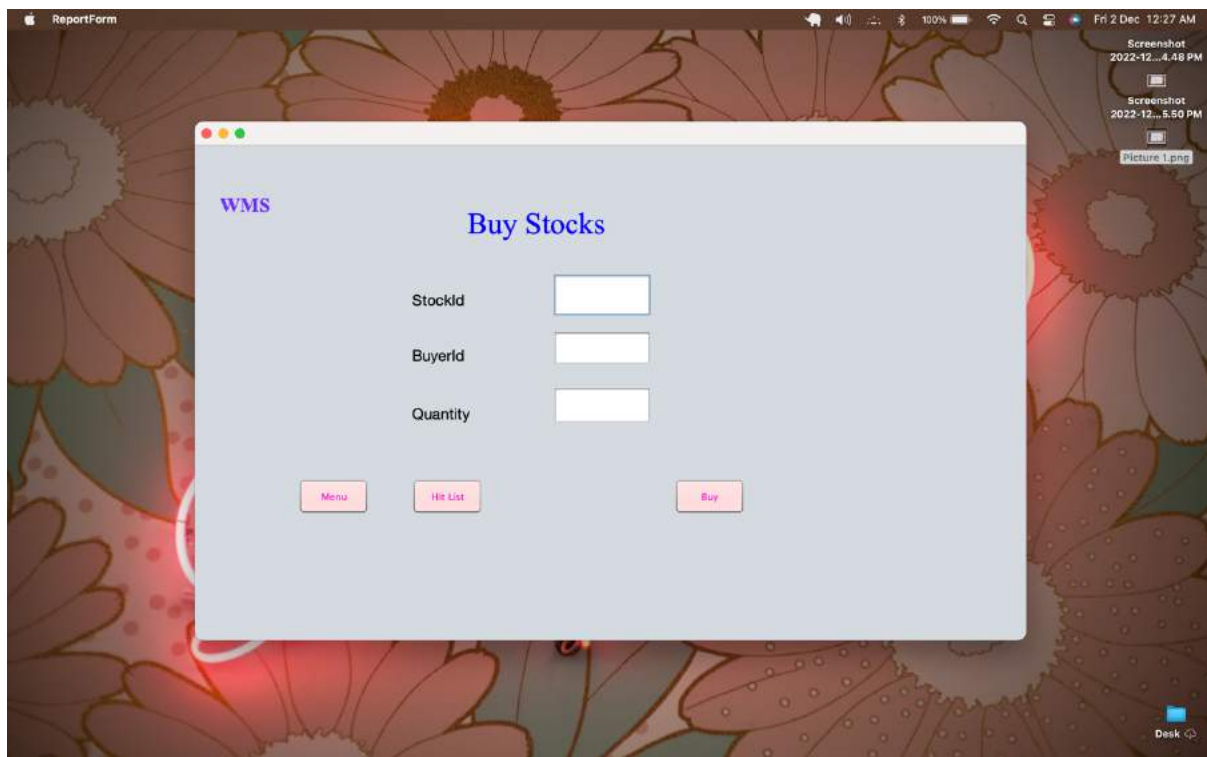 ReportForm
100%
Fri 2 Dec 12:27 AM
Screenshot
2022-12...4.48 PM
Screenshot
2022-12...5.50 PM
Picture 1.png
WMS
Buy Stocks
StockId
BuyerId
Quantity
Menu
Hit List
Buy
Desk